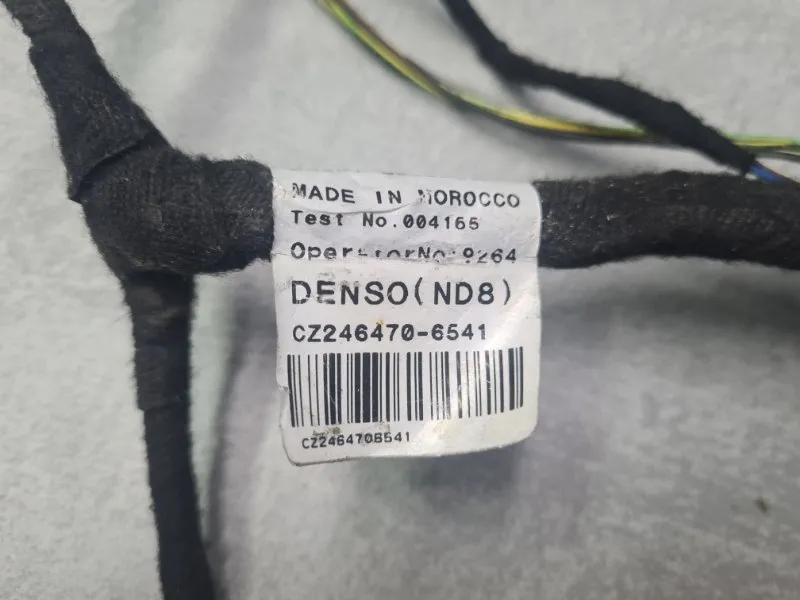 MADE IN MOROCCO
Test No.004165
OperatorNo:9264
DENSO(ND8)
CZ246470-6541
CZ2464706541